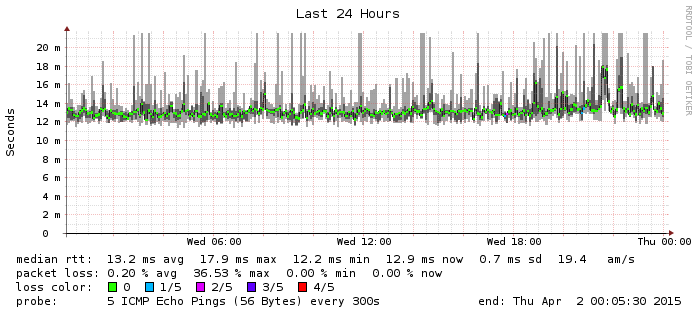 Last 24 Hours
RRDTOOL / TOBI OETIKER
Seconds
20 m
18 m
16 m
14 m
12 m
10 m
8 m
6 m
4 m
2 m
0
Wed 06:00 Wed 12:00 Wed 18:00 Thu 00:00
median rtt: 13.2 ms avg 17.9 ms max 12.2 ms min 12.9 ms now 0.7 ms sd 19.4 am/s
packet loss: 0.20 % avg 36.53 % max 0.00 % min 0.00 % now
loss color: 0 1/5 2/5 3/5 4/5
probe: 5 ICMP Echo Pings (56 Bytes) every 300s end: Thu Apr 2 00:05:30 2015